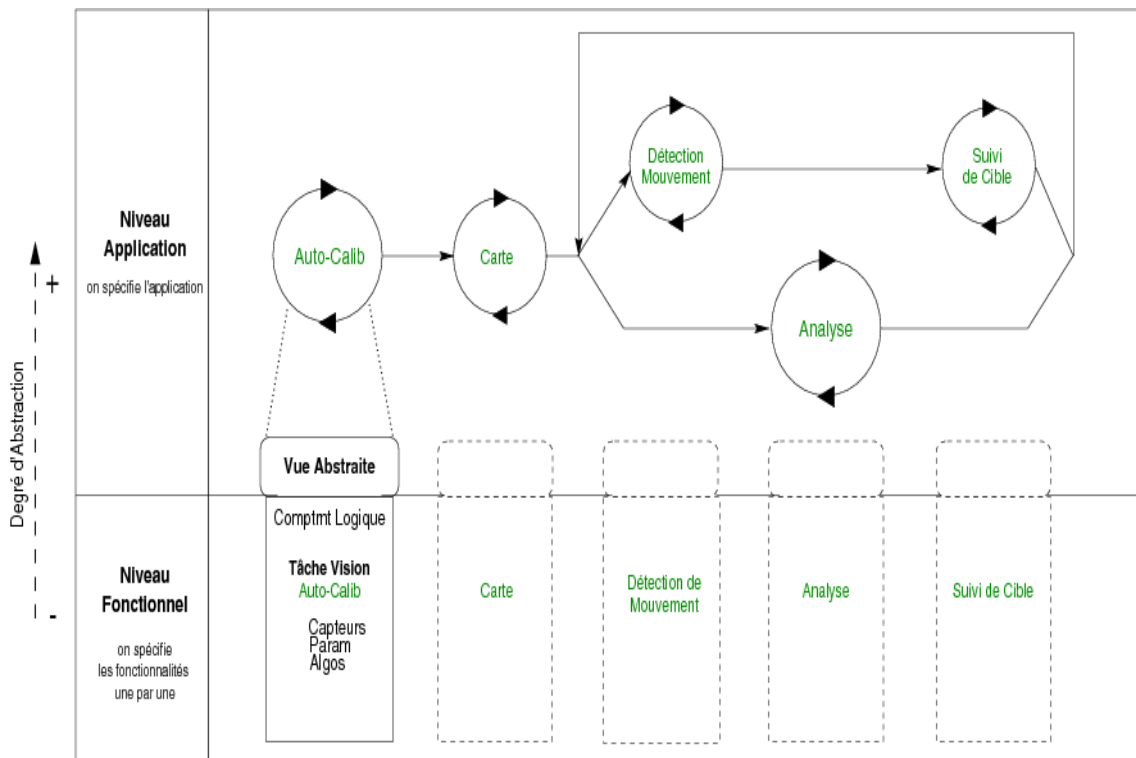 Degré d'Abstraction
+
-
Niveau
Application
on spécifie l'application
Auto-Calib
Carte
Détection
Mouvement
Suivi
de Cible
Analyse
Vue Abstraite
Niveau
Fonctionnel
on spécifie
les fonctionnalités
une par une
Comptmt Logique
Tâche Vision
Auto-Calib
Capteurs
Param
Algos
Carte
Détection de
Mouvement
Analyse
Suivi de Cible